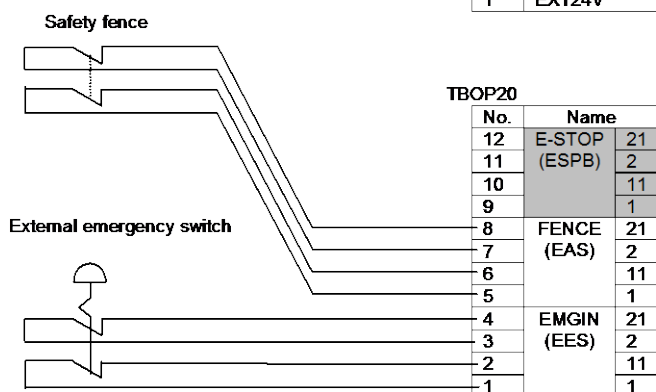 1 EXT24V
Safety fence
TBOP20
No. Name
12 E-STOP 21
11 (ESPB) 2
10 11
9 1
External emergency switch
8 FENCE 21
7 (EAS) 2
6 11
5 1
4 EMGIN 21
3 (EES) 2
2 11
1 1